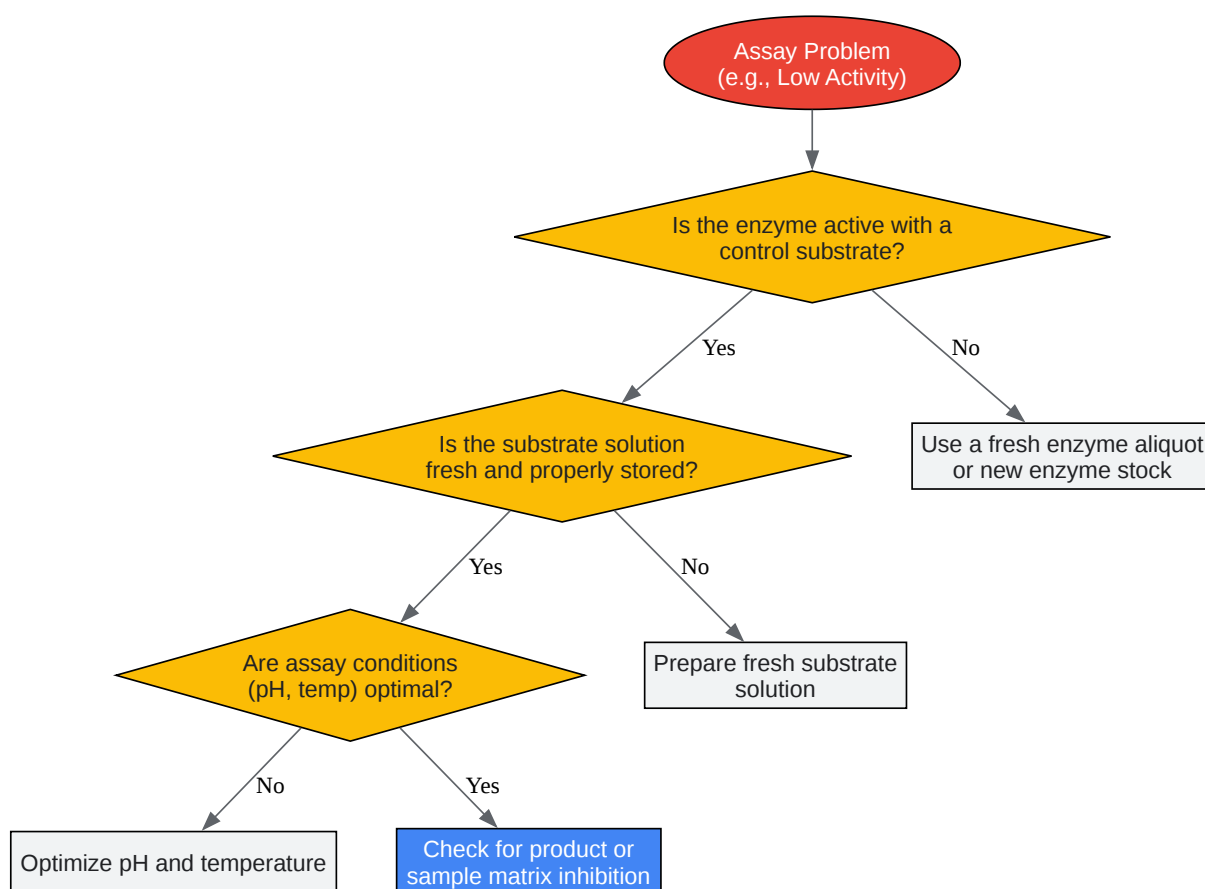 Assay Problem
(e.g., Low Activity)
Is the enzyme active with a
control substrate?
Yes
No
Is the substrate solution
fresh and properly stored?
Use a fresh enzyme aliquot
or new enzyme stock
Yes
No
Are assay conditions
(pH, temp) optimal?
Prepare fresh substrate
solution
No
Yes
Optimize pH and temperature
Check for product or
sample matrix inhibition